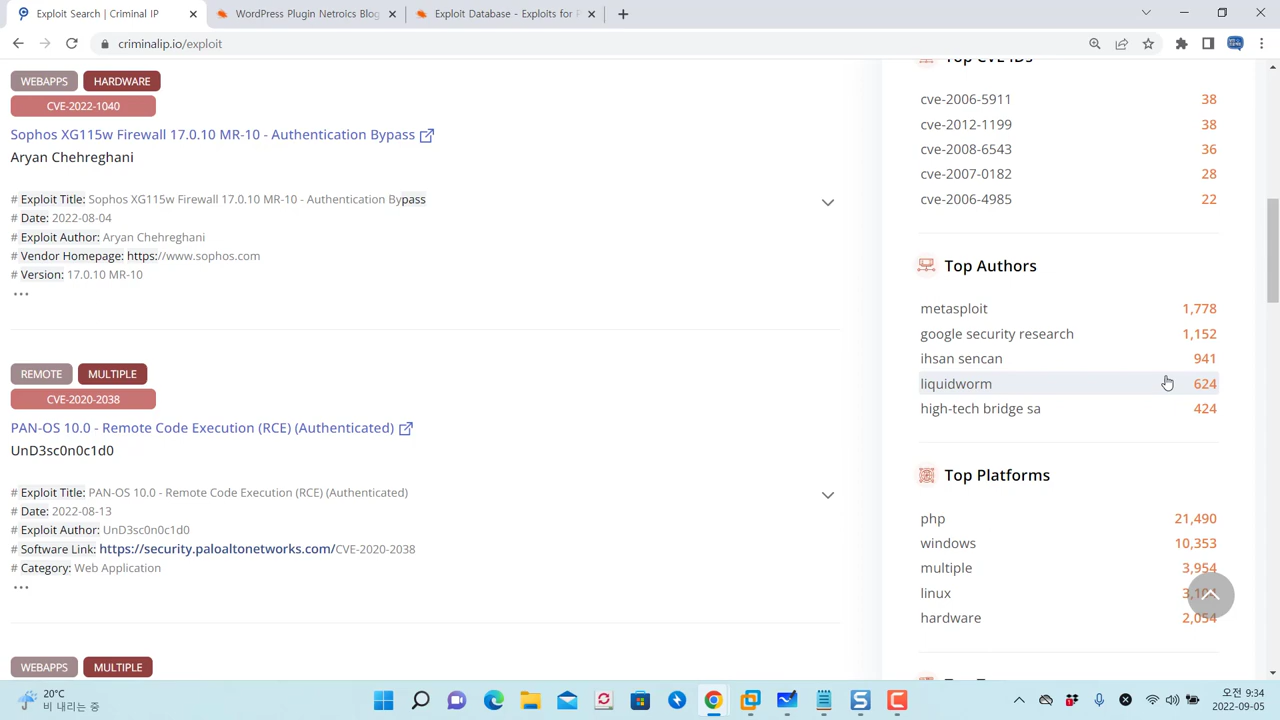 Exploit Search | Criminal IP
WordPress Plugin Netroics Blog
Exploit Database - Exploits for P
criminalip.io/exploit
WEBAPPS
HARDWARE
CVE-2022-1040
Sophos XG115w Firewall 17.0.10 MR-10 - Authentication Bypass
Aryan Chehreghani
# Exploit Title: Sophos XG115w Firewall 17.0.10 MR-10 - Authentication Bypass
# Date: 2022-08-04
# Exploit Author: Aryan Chehreghani
# Vendor Homepage: https://www.sophos.com
# Version: 17.0.10 MR-10
...
REMOTE
MULTIPLE
CVE-2020-2038
PAN-OS 10.0 - Remote Code Execution (RCE) (Authenticated)
UnD3sc0n0c1d0
# Exploit Title: PAN-OS 10.0 - Remote Code Execution (RCE) (Authenticated)
# Date: 2022-08-13
# Exploit Author: UnD3sc0n0c1d0
# Software Link: https://security.paloaltonetworks.com/CVE-2020-2038
# Category: Web Application
...
WEBAPPS
MULTIPLE
Top CVE IDs
cve-2006-5911 38
cve-2012-1199 38
cve-2008-6543 36
cve-2007-0182 28
cve-2006-4985 22
Top Authors
metasploit 1,778
google security research 1,152
ihsan sencan 941
liquidworm 624
high-tech bridge sa 424
Top Platforms
php 21,490
windows 10,353
multiple 3,954
linux
hardware 2,054
20°C
비 내리는 중
오전 9:34
2022-09-05